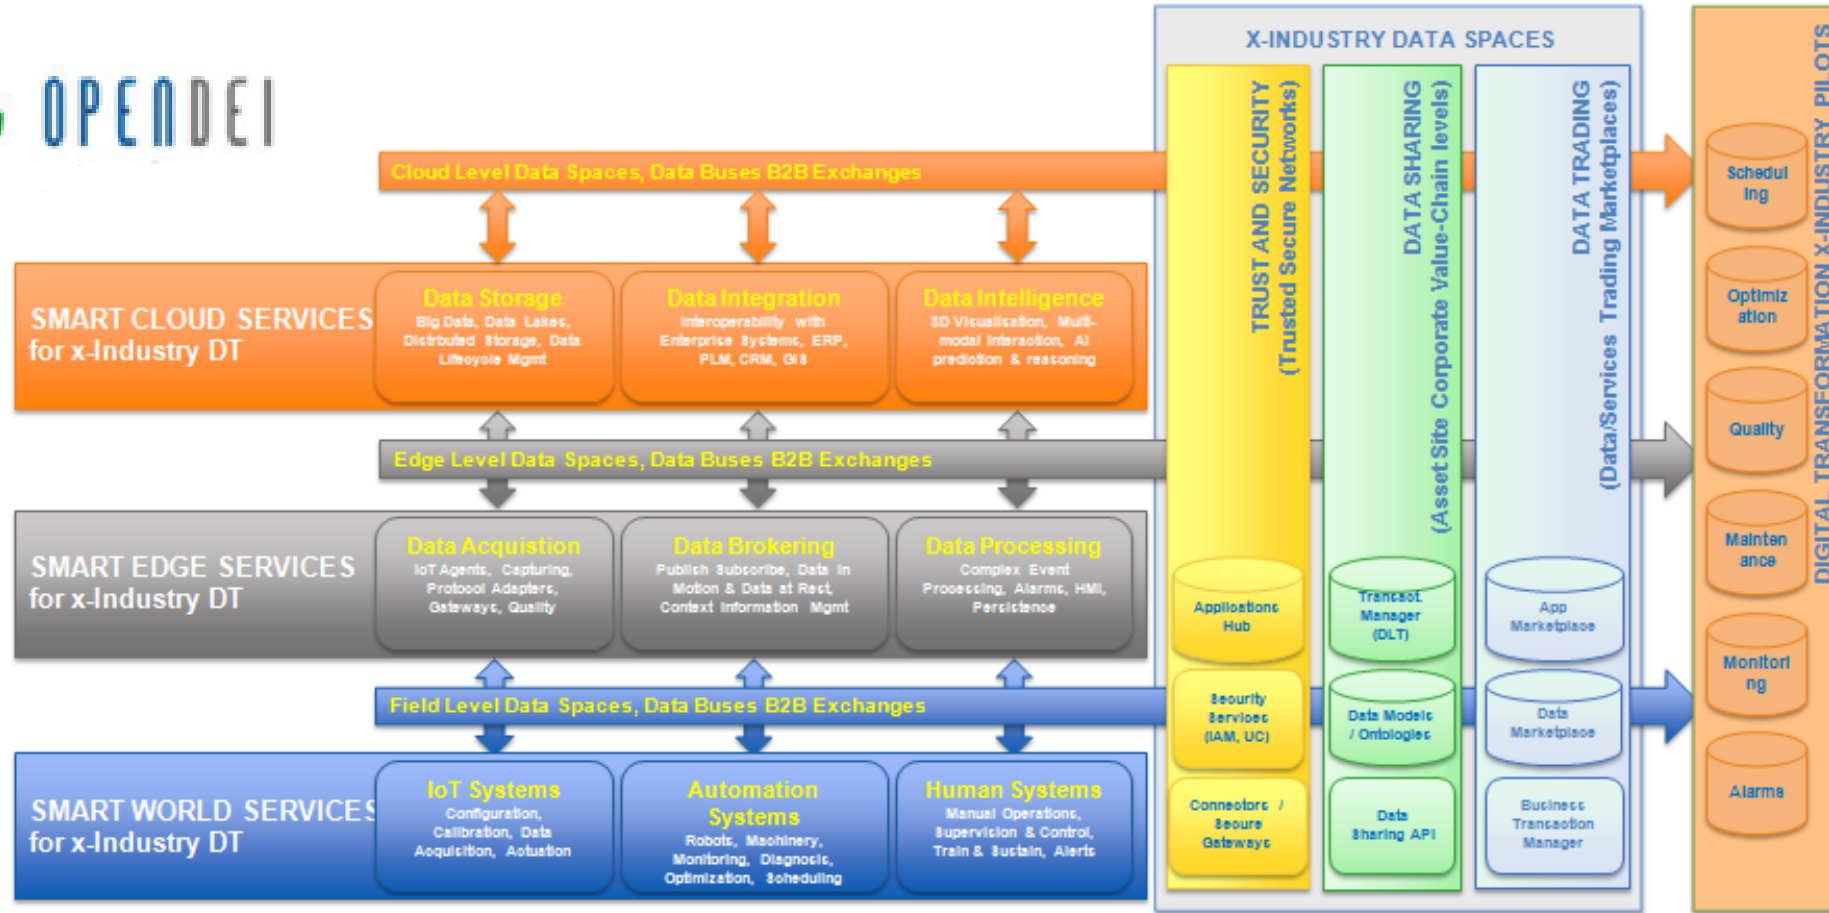 OPENDEI
X-INDUSTRY DATA SPACES
Cloud Level Data Spaces, Data Buses B2B Exchanges
SMART CLOUD SERVICES
for x-Industry DT
Data Storage
Big Data, Data Lakes,
Distributed Storage, Data
Lifecycle Mgmt
Data Integration
Interoperability with
Enterprise Systems, ERP,
PLM, CRM, GIS
Data Intelligence
3D Visualisation, Multi-
modal Interaction, AI
prediction & reasoning
Edge Level Data Spaces, Data Buses B2B Exchanges
SMART EDGE SERVICES
for x-Industry DT
Data Acquistion
IoT Agents, Capturing,
Protocol Adapters,
Gateways, Quality
Data Brokering
Publish Subscribe, Data in
Motion & Data at Rest,
Context Information Mgmt
Data Processing
Complex Event
Processing, Alarms, HMI,
Persistence
Field Level Data Spaces, Data Buses B2B Exchanges
SMART WORLD SERVICES
for x-Industry DT
IoT Systems
Configuration,
Calibration, Data
Acquisition, Actuation
Automation
Systems
Robots, Machinery,
Monitoring, Diagnosis,
Optimization, Scheduling
Human Systems
Manual Operations,
Supervision & Control,
Train & Sustain, Alerts
TRUST AND SECURITY
(Trusted Secure Networks)
Applications
Hub
Security
Services
(IAM, UC)
Connectors /
Secure
Gateways
DATA SHARING
(Asset Site Corporate Value-Chain levels)
Transact.
Manager
(DLT)
Data Models
/ Ontologies
Data
Sharing API
DATA TRADING
(Data/Services Trading Marketplaces)
App
Marketplace
Data
Marketplace
Business
Transaction
Manager
DIGITAL TRANSFORMATION X-INDUSTRY PILOTS
Schedul
ing
Optimiz
ation
Quality
Mainten
ance
Monitori
ng
Alarms